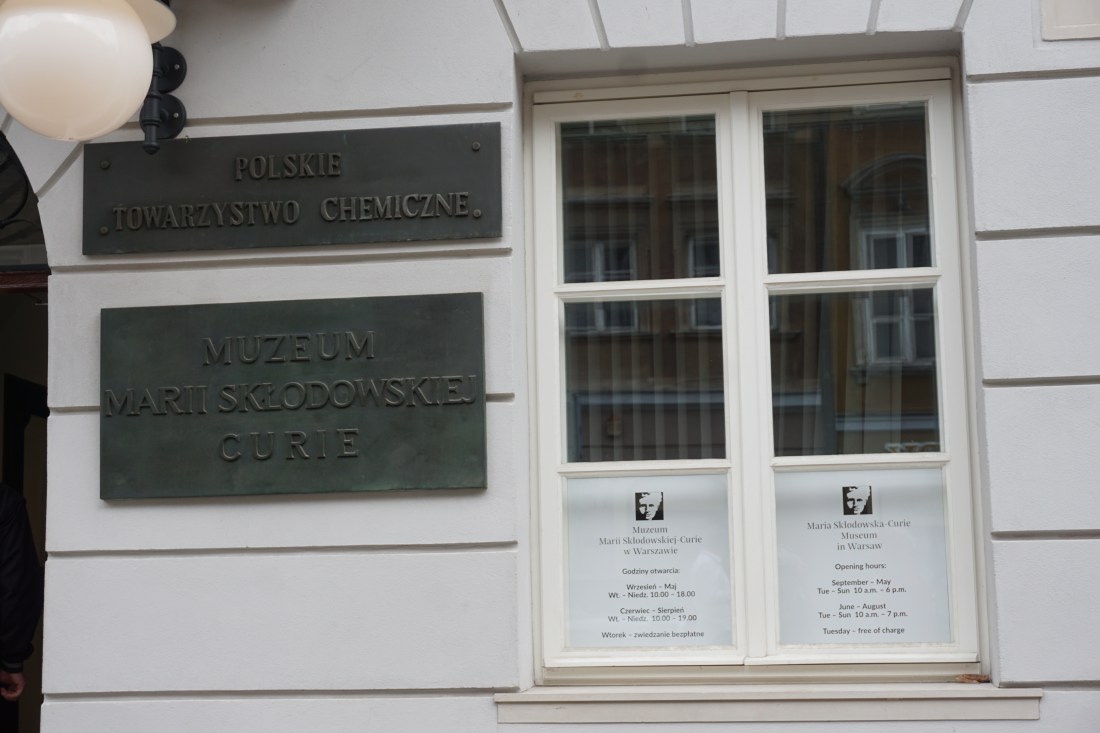 POLSKIE
TOWARZYSTWO CHEMICZNE
MUZEUM
MARII SKŁODOWSKIEJ
CURIE
Muzeum
Marii Skłodowskiej-Curie
w Warszawie
Godziny otwarcia:
Wrzesień – Maj
Wt. – Niedz. 10.00 – 18.00
Czerwiec – Sierpień
Wt. – Niedz. 10.00 – 19.00
Wtorek – zwiedzanie bezpłatne
Maria Skłodowska-Curie
Museum
in Warsaw
Opening hours:
September – May
Tue – Sun 10 a.m. – 6 p.m.
June – August
Tue – Sun 10 a.m. – 7 p.m.
Tuesday – free of charge